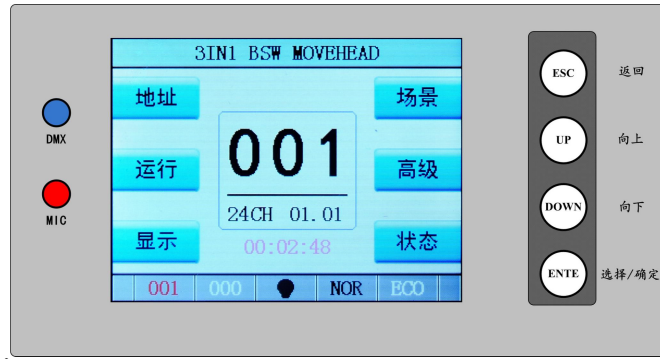 3IN1 BSW MOVEHEAD
地址
场景
001
运行
高级
24CH 01.01
显示
00:02:48
状态
001 000 NOR ECO
DMX
MIC
ESC 返回
UP 向上
DOWN 向下
ENTE 选择/确定